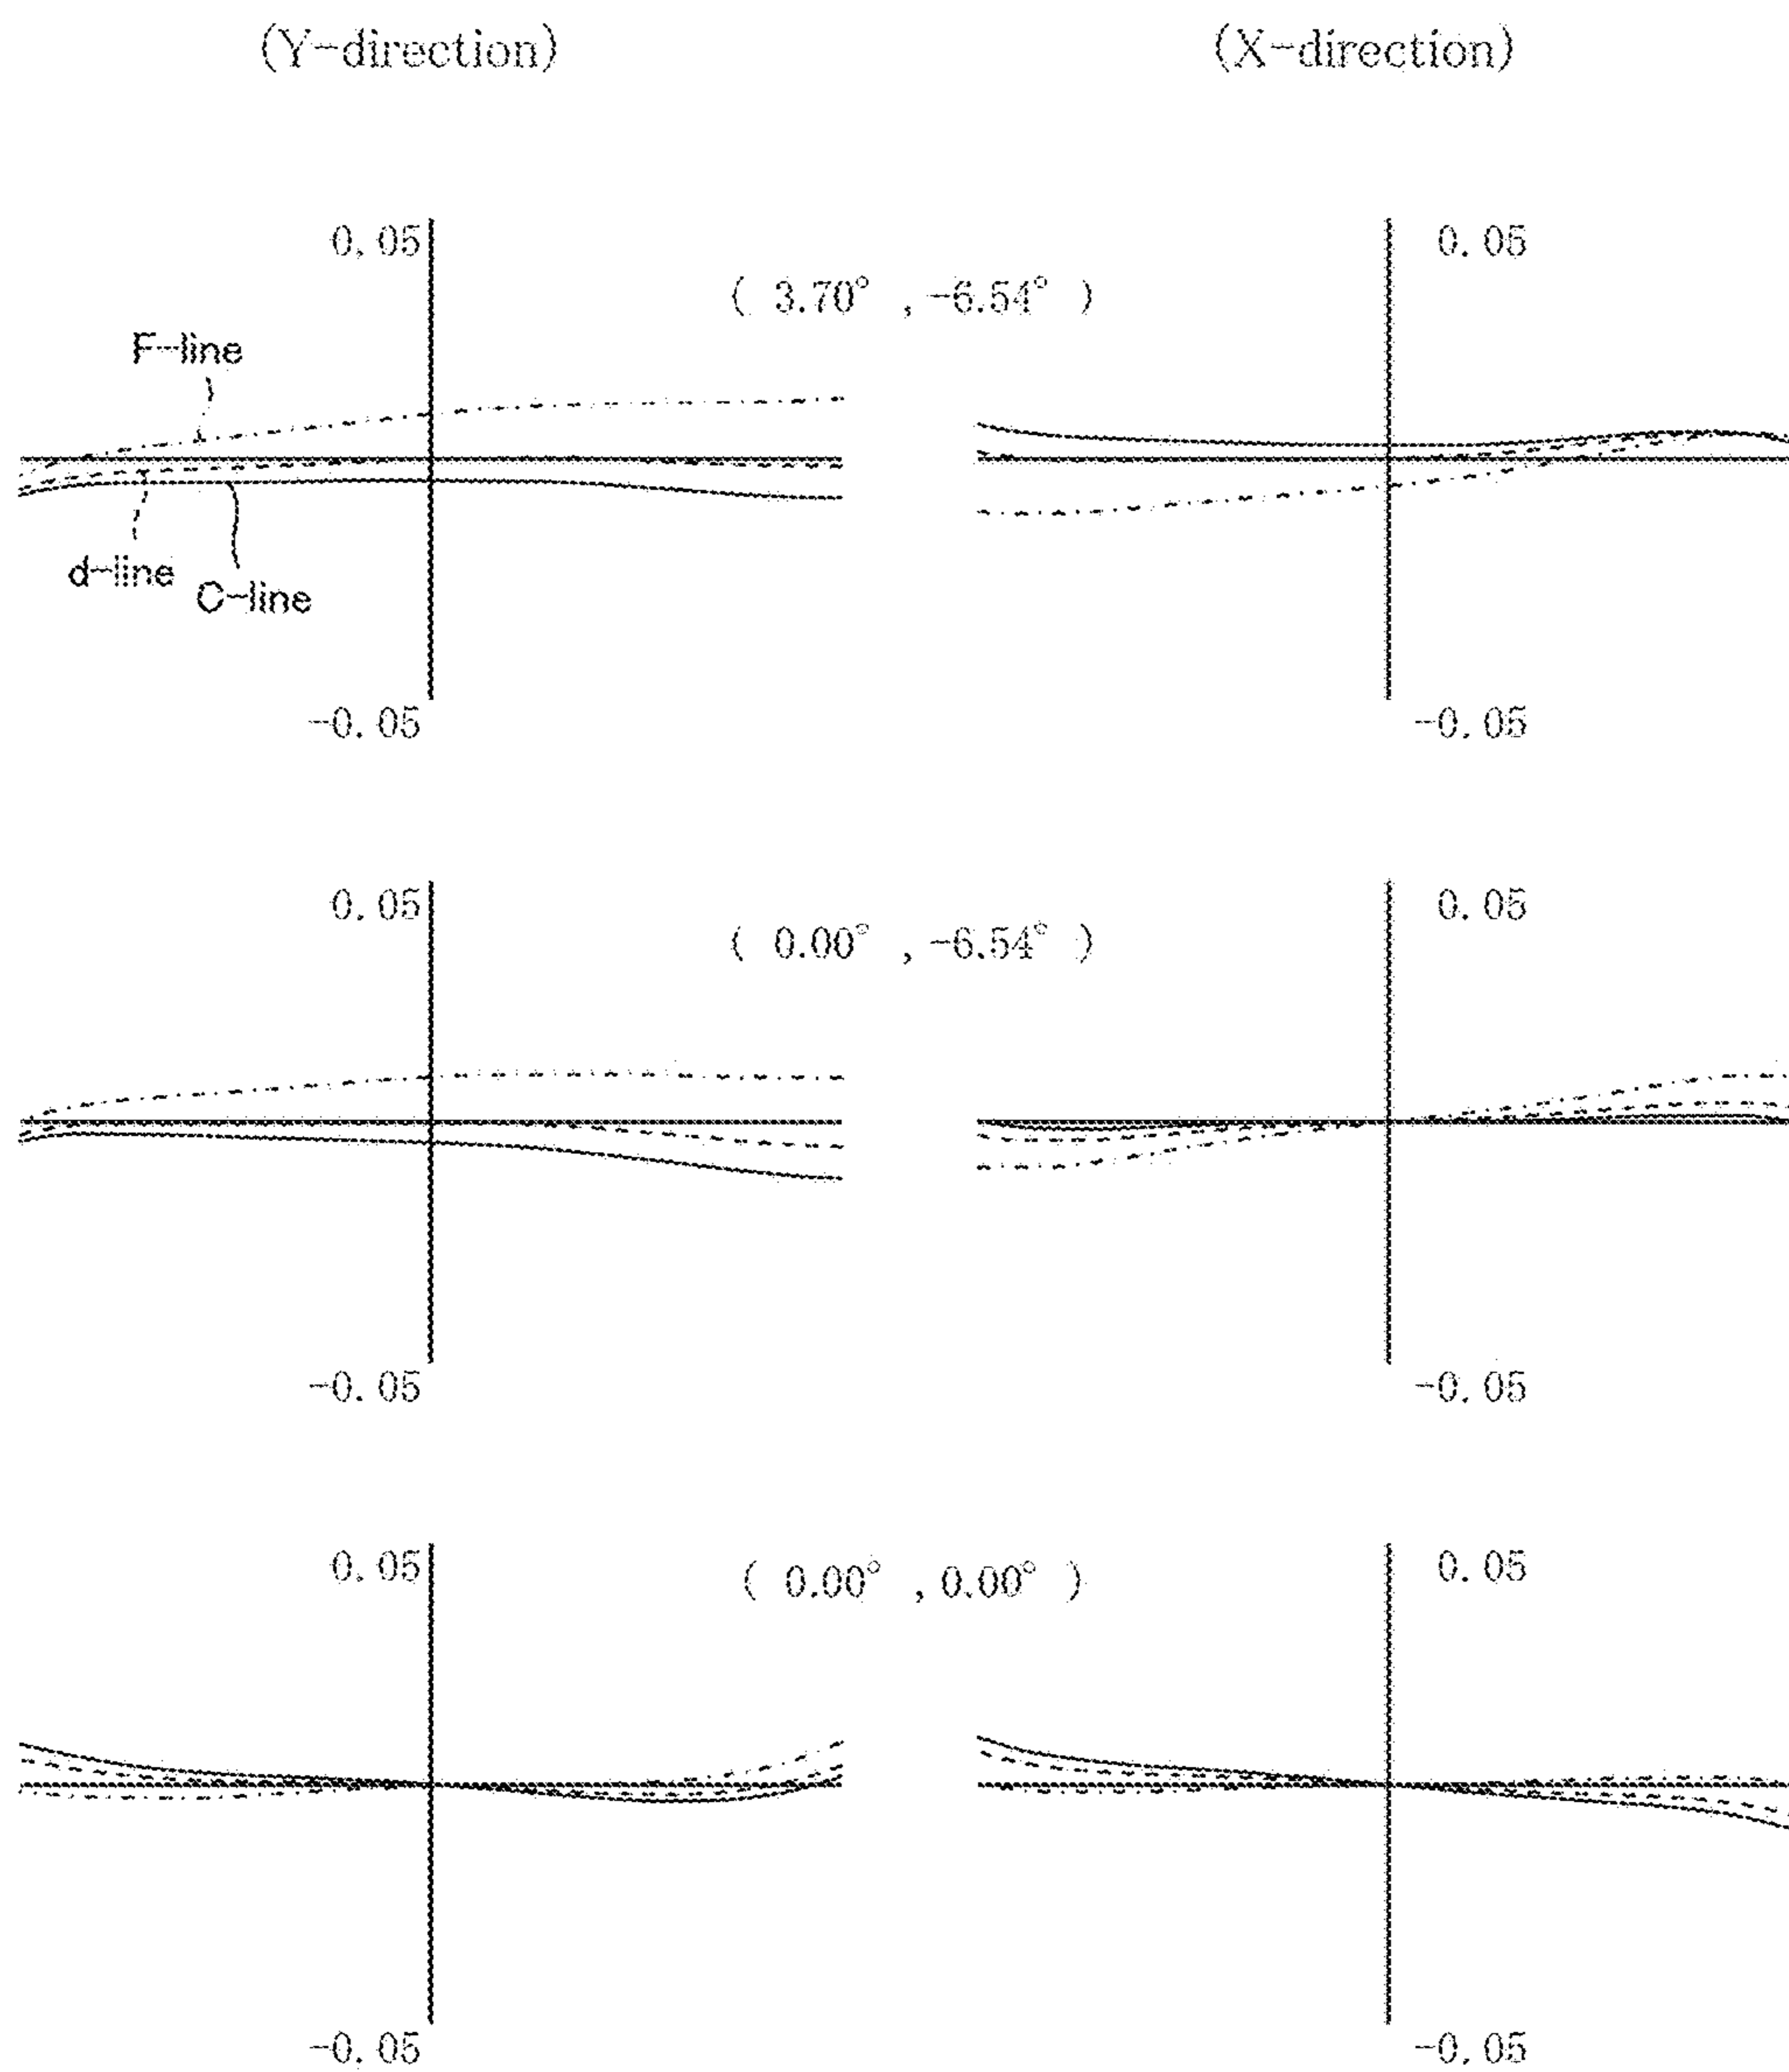 (Y-direction) (X-direction)
0.05 0.05
( 3.70° , -6.54° )
F-line
d-line
C-line
-0.05 -0.05
0.05 0.05
( 0.00° , -6.54° )
-0.05 -0.05
0.05 0.05
( 0.00° , 0.00° )
-0.05 -0.05